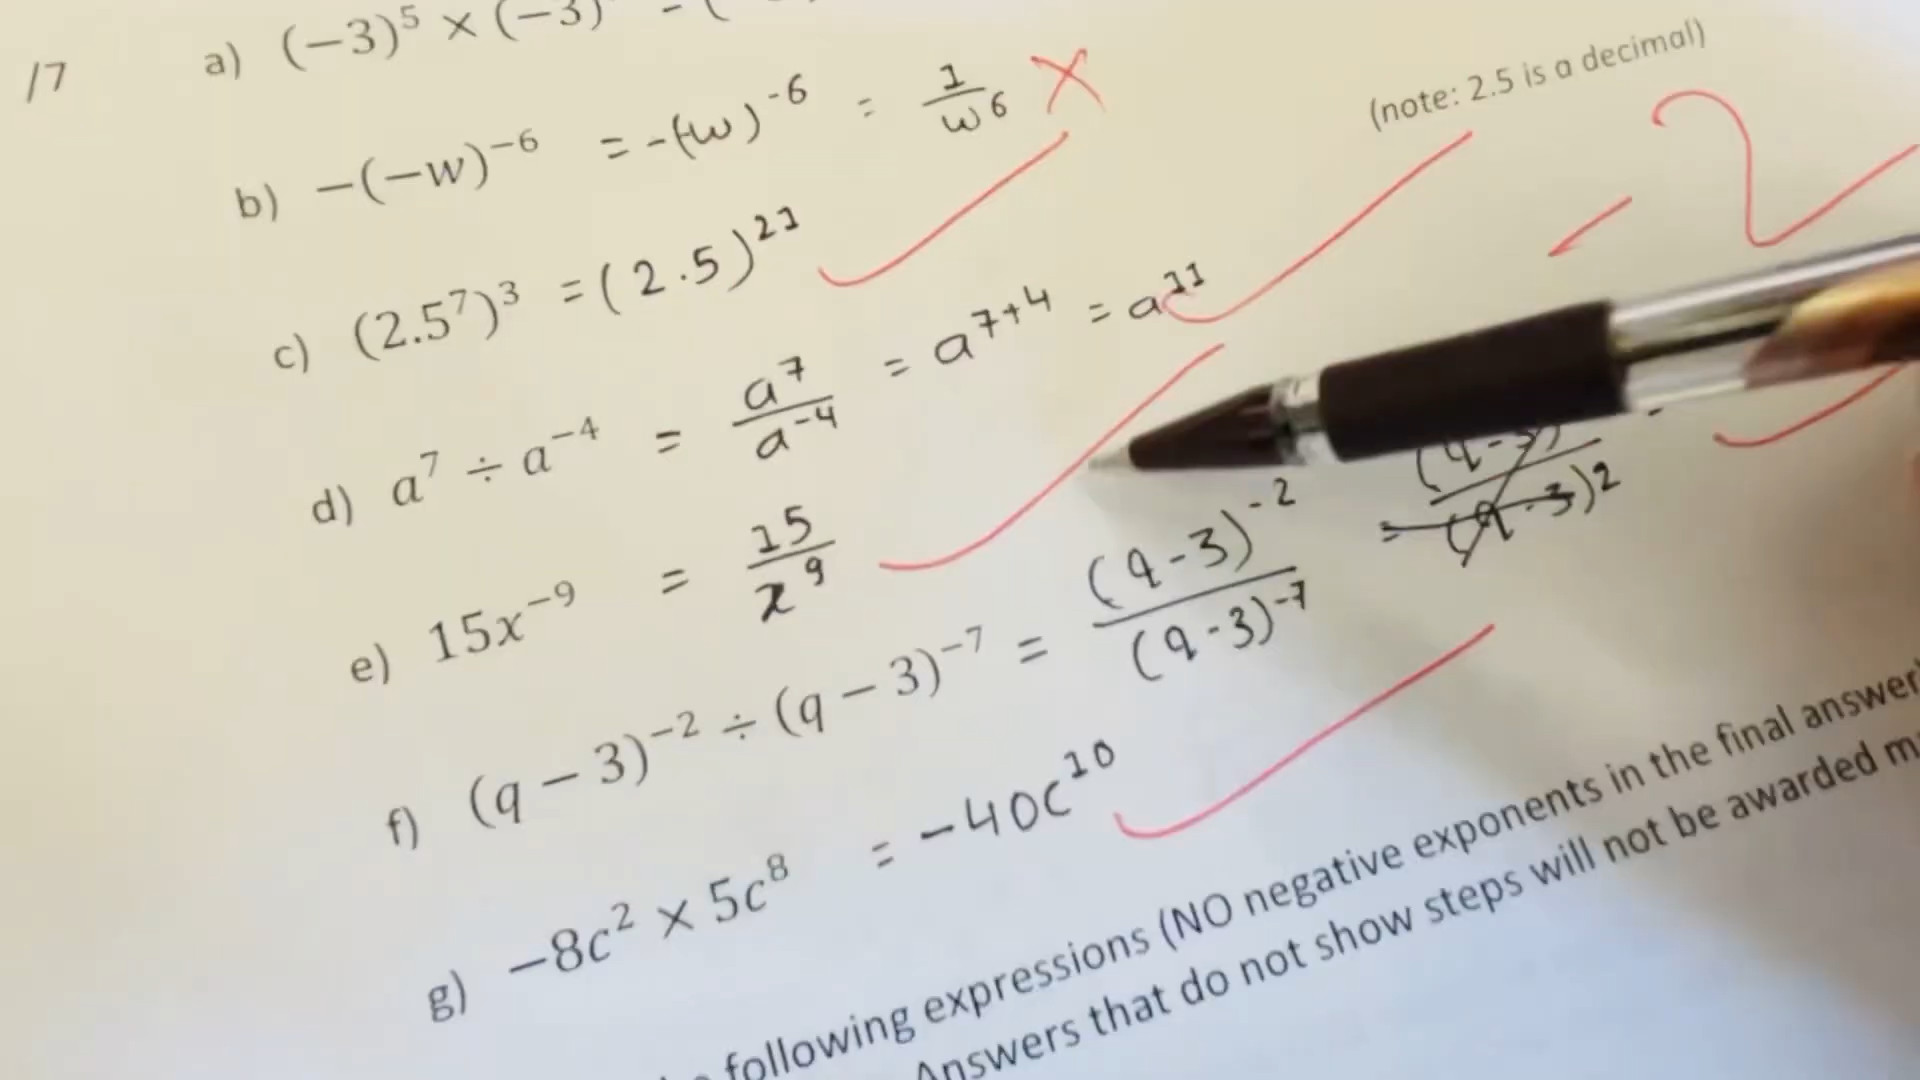 /7
a) (−3)⁵ × (−3)
b) −(−w)⁻⁶ = -(-w)⁻⁶ = 1/w⁶
(note: 2.5 is a decimal)
c) (2.5⁷)³ = (2.5)²¹
d) a⁷ ÷ a⁻⁴ = a⁷/a⁻⁴ = a⁷⁺⁴ = a¹¹
e) 15x⁻⁹ = 15/x⁹
f) (q − 3)⁻² ÷ (q − 3)⁻⁷ = (q-3)⁻²/(q-3)⁻⁷ = (q-3)/(q-3)²
g) −8c² × 5c⁸ = -40c¹⁰
following expressions (NO negative exponents in the final answer
Answers that do not show steps will not be awarded